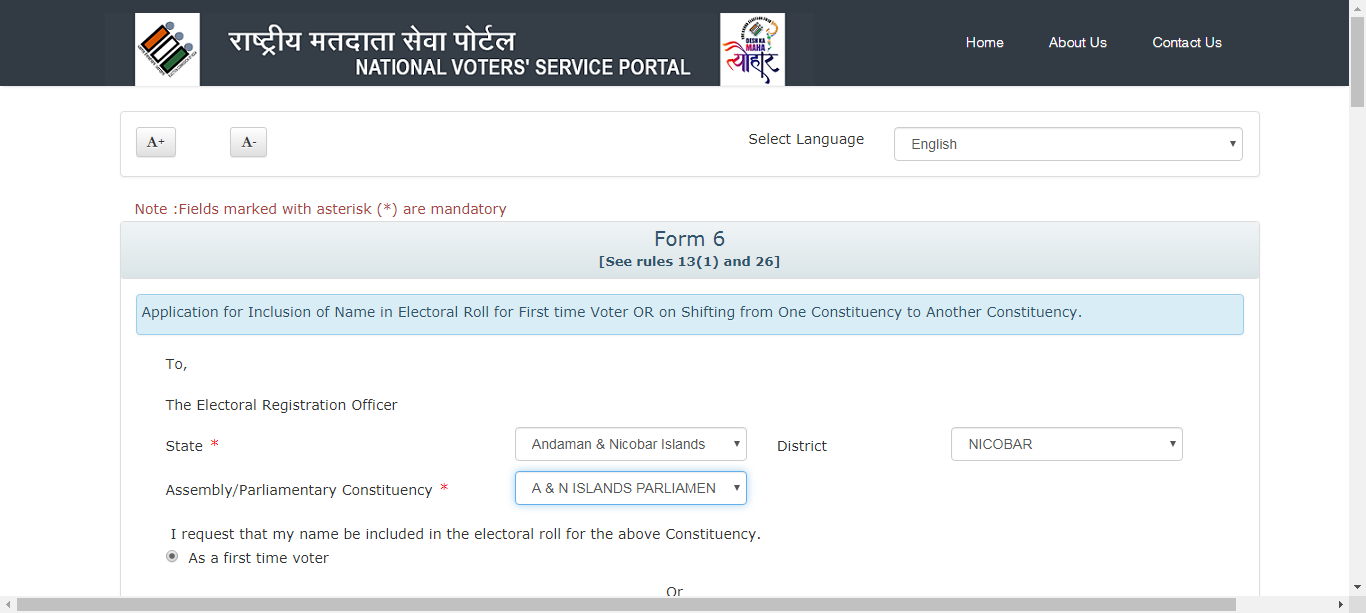 राष्ट्रीय मतदाता सेवा पोर्टल
NATIONAL VOTERS' SERVICE PORTAL
DESH KA
MAHA
त्यौहार
Home About Us Contact Us
A+ A-
Select Language English
Note :Fields marked with asterisk (*) are mandatory
Form 6
[See rules 13(1) and 26]
Application for Inclusion of Name in Electoral Roll for First time Voter OR on Shifting from One Constituency to Another Constituency.
To,
The Electoral Registration Officer
State * Andaman & Nicobar Islands District NICOBAR
Assembly/Parliamentary Constituency * A & N ISLANDS PARLIAMEN
I request that my name be included in the electoral roll for the above Constituency.
As a first time voter
Or